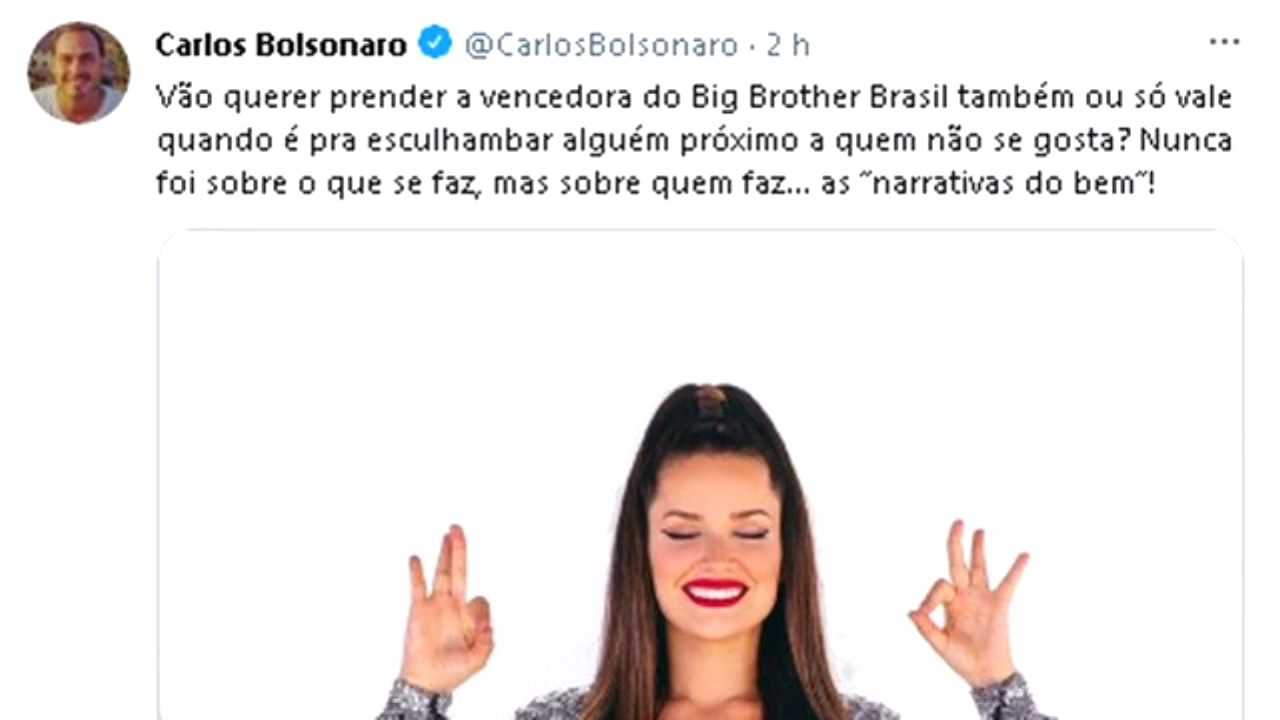 Carlos Bolsonaro @CarlosBolsonaro · 2 h
Vão querer prender a vencedora do Big Brother Brasil também ou só vale
quando é pra esculhambar alguém próximo a quem não se gosta? Nunca
foi sobre o que se faz, mas sobre quem faz... as ˝narrativas do bem˝!